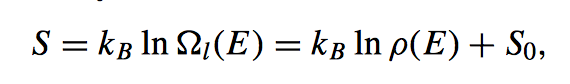 S = k_B ln Ω_l(E) = k_B ln ρ(E) + S_0,